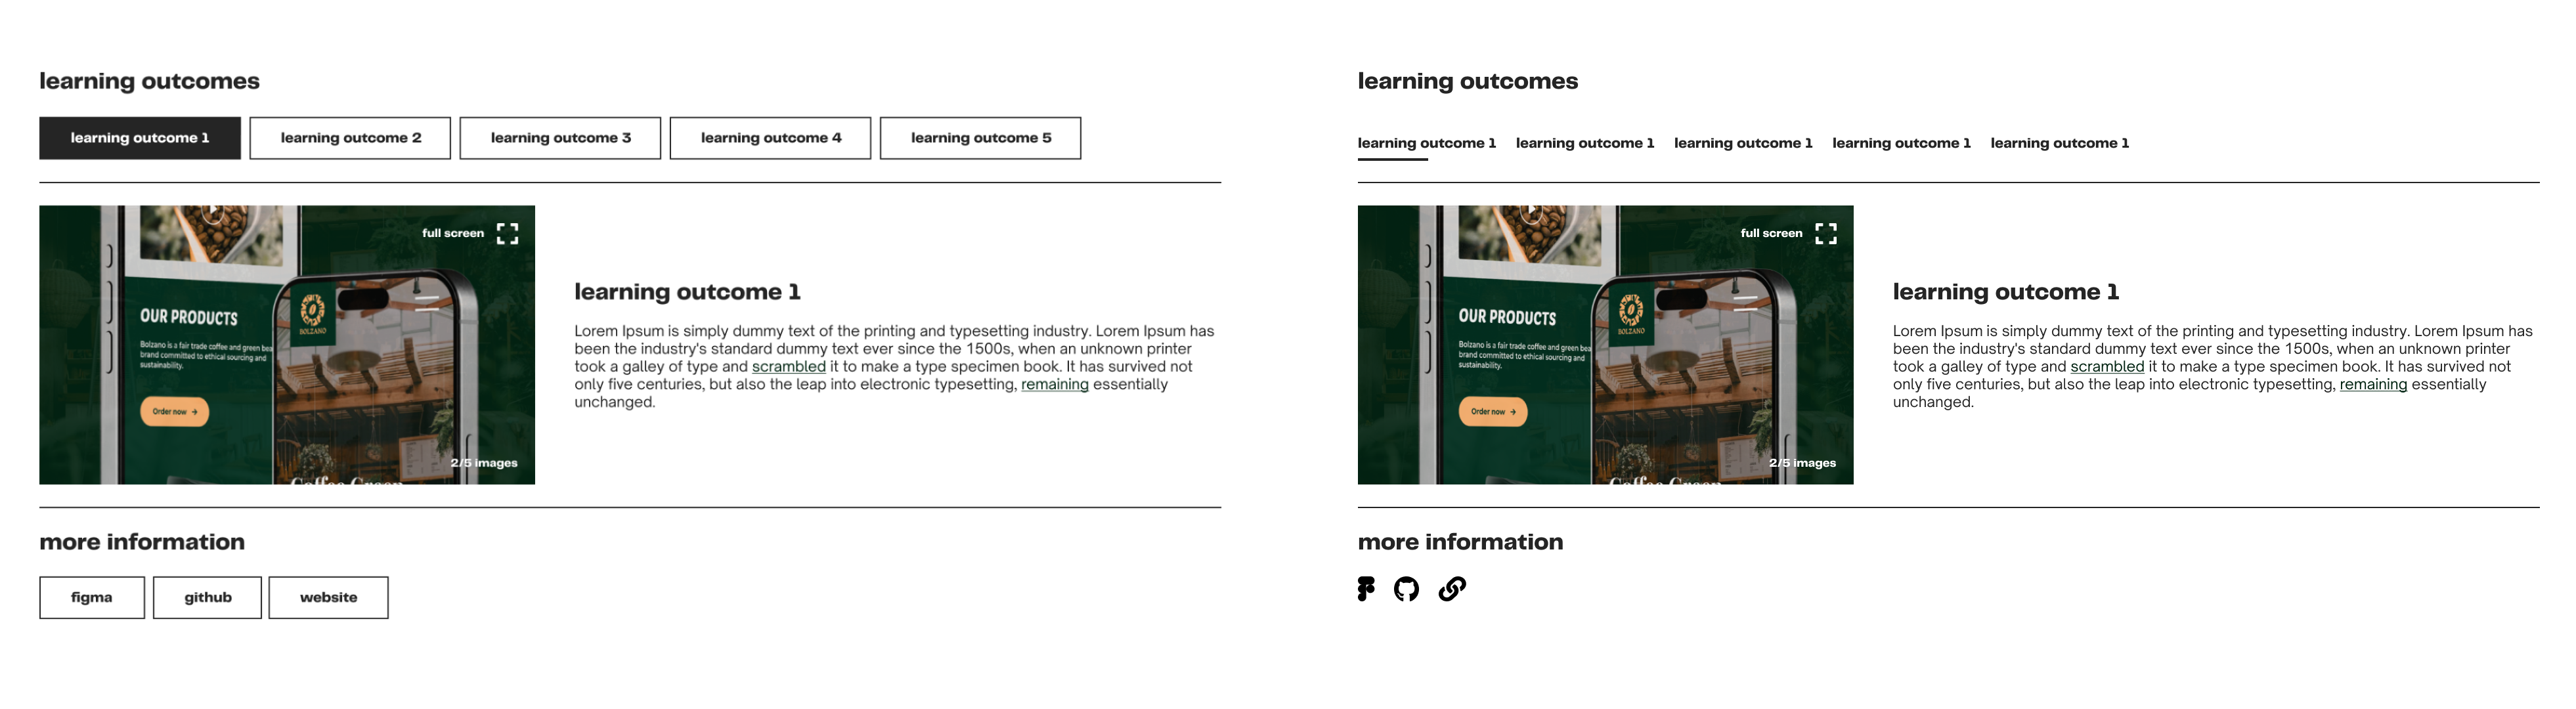 learning outcomes
learning outcome 1
learning outcome 2
learning outcome 3
learning outcome 4
learning outcome 5
full screen
OUR PRODUCTS
Bolzano is a fair trade coffee and green bea
brand committed to ethical sourcing and
sustainability.
Order now
BOLZANO
Coffee Green
2/5 images
learning outcome 1
Lorem Ipsum is simply dummy text of the printing and typesetting industry. Lorem Ipsum has
been the industry's standard dummy text ever since the 1500s, when an unknown printer
took a galley of type and scrambled it to make a type specimen book. It has survived not
only five centuries, but also the leap into electronic typesetting, remaining essentially
unchanged.
more information
figma
github
website
learning outcomes
learning outcome 1
learning outcome 1
learning outcome 1
learning outcome 1
learning outcome 1
full screen
OUR PRODUCTS
Bolzano is a fair trade coffee and green bea
brand committed to ethical sourcing and
sustainability.
Order now
BOLZANO
Coffee Green
2/5 images
learning outcome 1
Lorem Ipsum is simply dummy text of the printing and typesetting industry. Lorem Ipsum has
been the industry's standard dummy text ever since the 1500s, when an unknown printer
took a galley of type and scrambled it to make a type specimen book. It has survived not
only five centuries, but also the leap into electronic typesetting, remaining essentially
unchanged.
more information